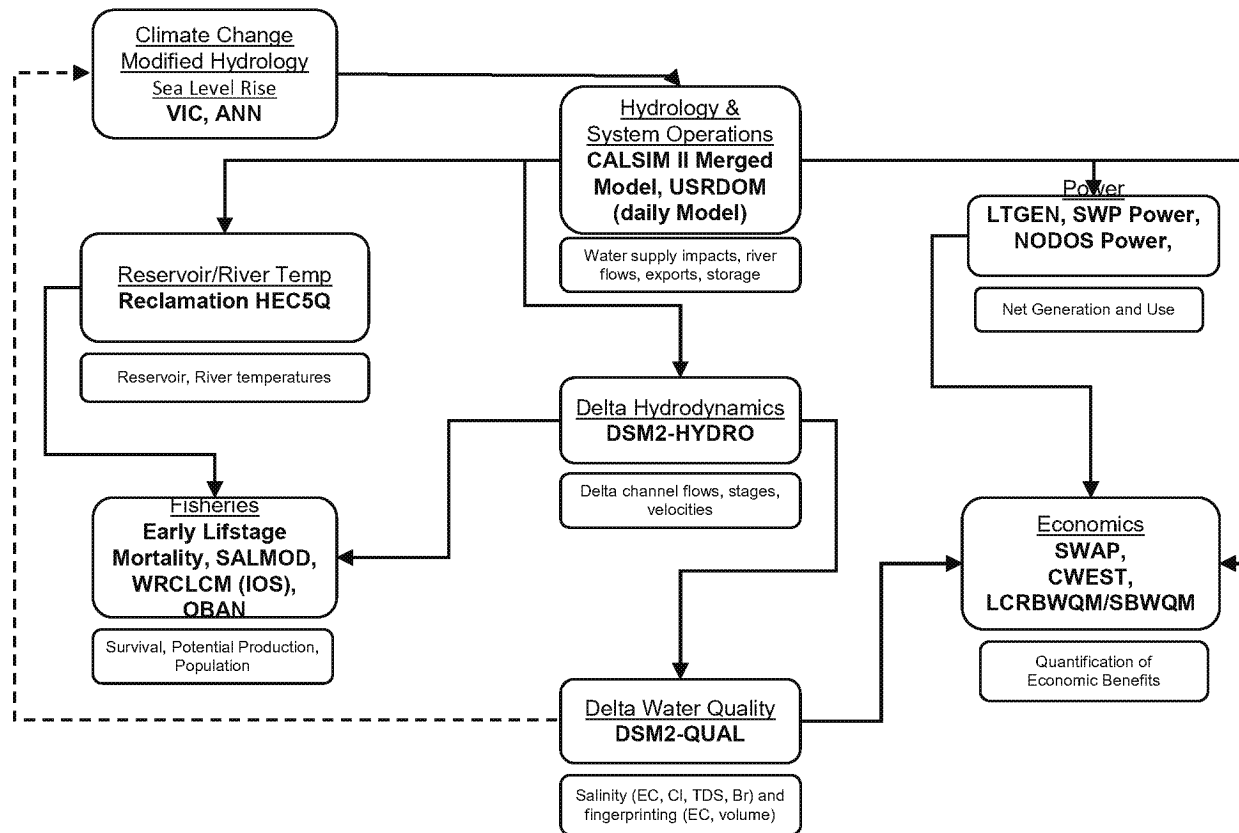 Climate Change
Modified Hydrology
Sea Level Rise
VIC, ANN
Hydrology &
System Operations
CALSIM II Merged
Model, USRDOM
(daily Model)
Water supply impacts, river
flows, exports, storage
Power
LTGEN, SWP Power,
NODOS Power,
Net Generation and Use
Reservoir/River Temp
Reclamation HEC5Q
Reservoir, River temperatures
Delta Hydrodynamics
DSM2-HYDRO
Delta channel flows, stages,
velocities
Fisheries
Early Lifstage
Mortality, SALMOD,
WRCLCM (IOS),
OBAN
Survival, Potential Production,
Population
Economics
SWAP,
CWEST,
LCRBWQM/SBWQM
Quantification of
Economic Benefits
Delta Water Quality
DSM2-QUAL
Salinity (EC, Cl, TDS, Br) and
fingerprinting (EC, volume)